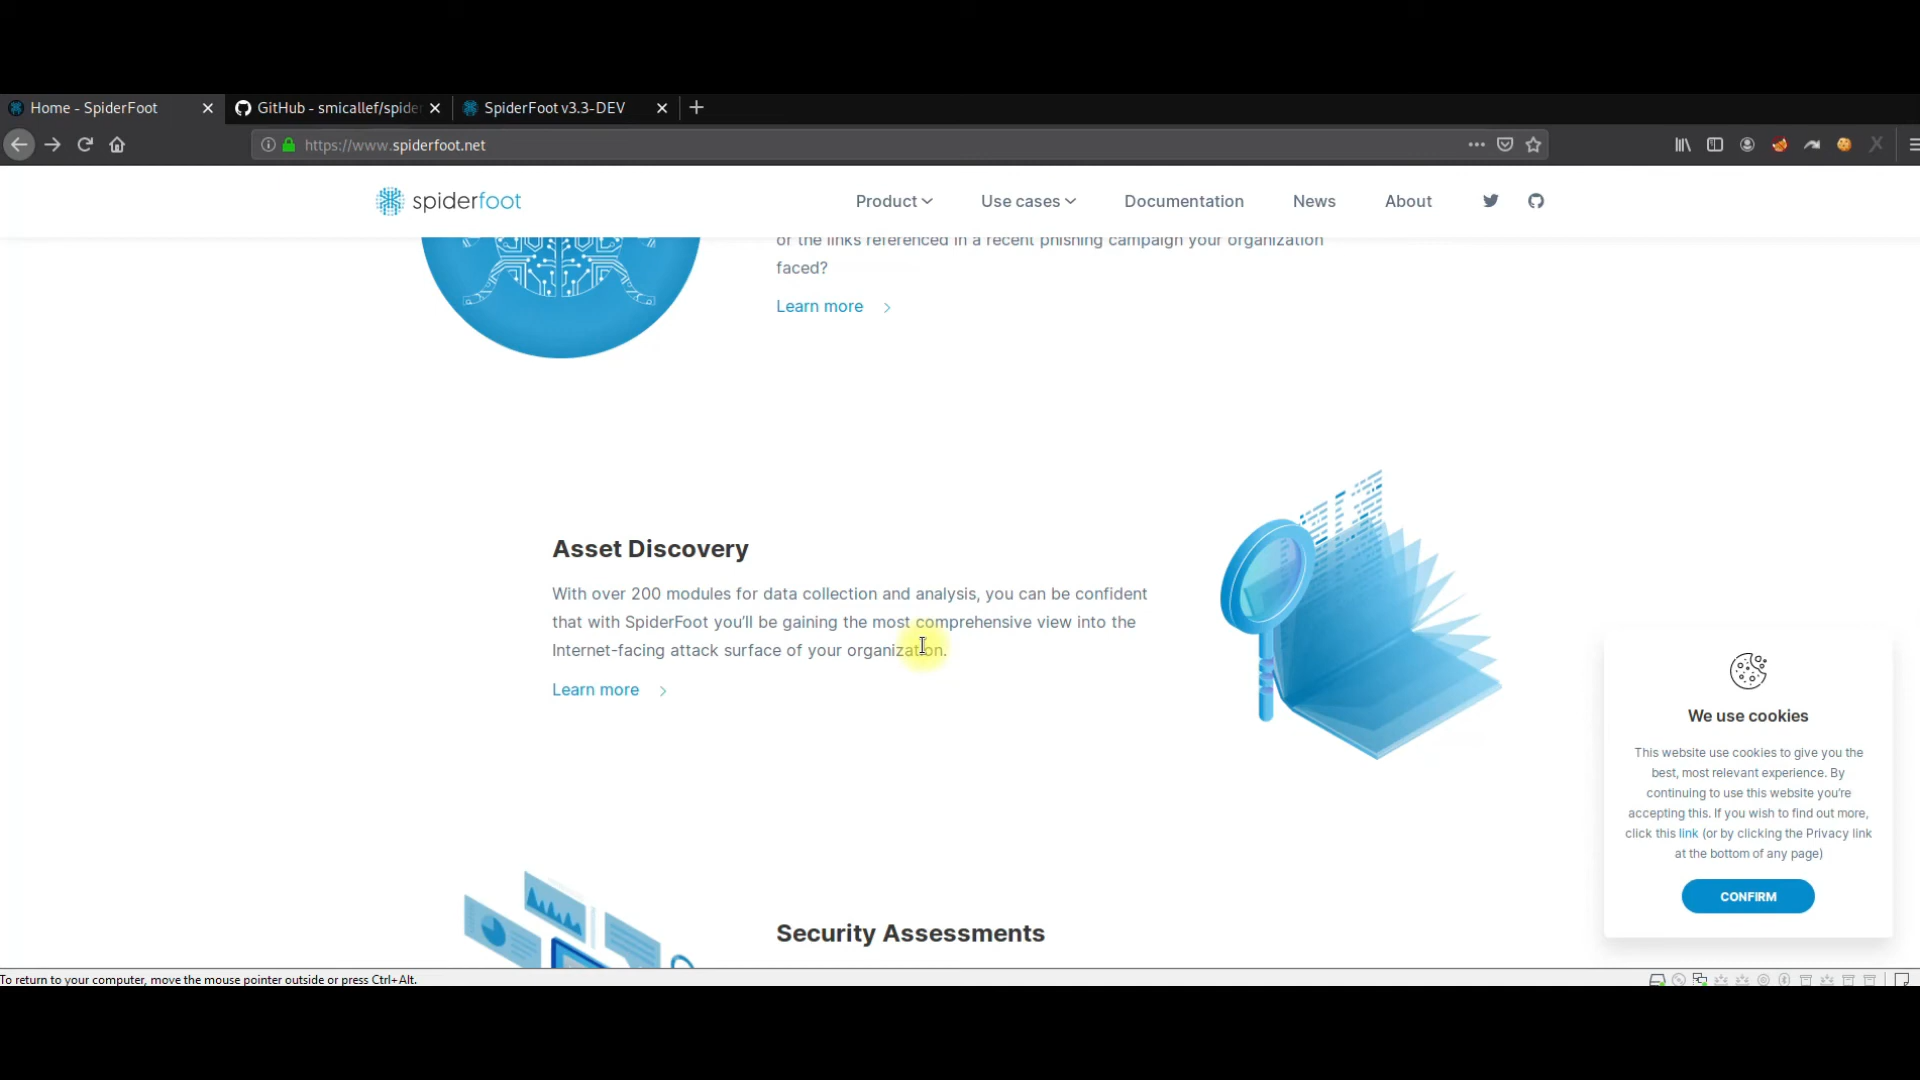 Home - SpiderFoot
GitHub - smicallef/spide
SpiderFoot v3.3-DEV
https://www.spiderfoot.net
spiderfoot
Product
Use cases
Documentation
News
About
or the links referenced in a recent phishing campaign your organization
faced?
Learn more
Asset Discovery
With over 200 modules for data collection and analysis, you can be confident
that with SpiderFoot you'll be gaining the most comprehensive view into the
Internet-facing attack surface of your organization.
Learn more
Security Assessments
We use cookies
This website use cookies to give you the
best, most relevant experience. By
continuing to use this website you're
accepting this. If you wish to find out more,
click this link (or by clicking the Privacy link
at the bottom of any page)
CONFIRM
To return to your computer, move the mouse pointer outside or press Ctrl+Alt.